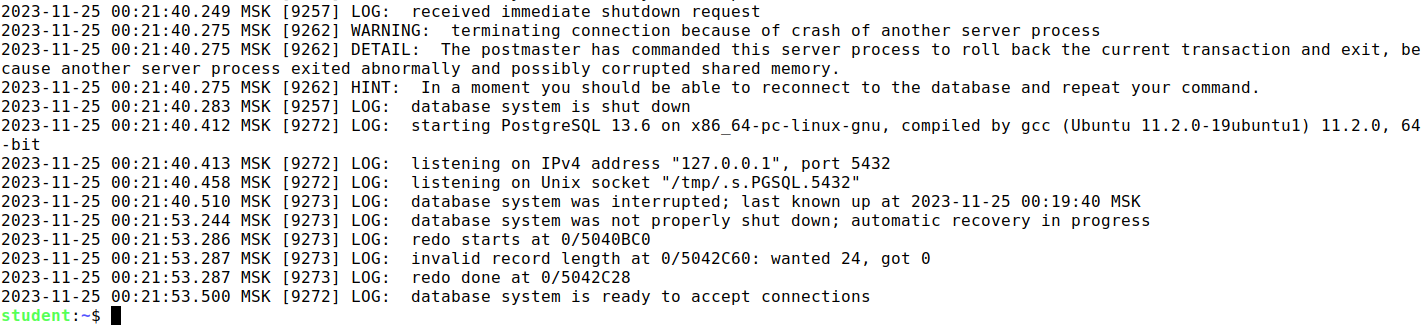 2023-11-25 00:21:40.249 MSK [9257] LOG:  received immediate shutdown request
2023-11-25 00:21:40.275 MSK [9262] WARNING:  terminating connection because of crash of another server process
2023-11-25 00:21:40.275 MSK [9262] DETAIL:  The postmaster has commanded this server process to roll back the current transaction and exit, be
cause another server process exited abnormally and possibly corrupted shared memory.
2023-11-25 00:21:40.275 MSK [9262] HINT:  In a moment you should be able to reconnect to the database and repeat your command.
2023-11-25 00:21:40.283 MSK [9257] LOG:  database system is shut down
2023-11-25 00:21:40.412 MSK [9272] LOG:  starting PostgreSQL 13.6 on x86_64-pc-linux-gnu, compiled by gcc (Ubuntu 11.2.0-19ubuntu1) 11.2.0, 64
-bit
2023-11-25 00:21:40.413 MSK [9272] LOG:  listening on IPv4 address "127.0.0.1", port 5432
2023-11-25 00:21:40.458 MSK [9272] LOG:  listening on Unix socket "/tmp/.s.PGSQL.5432"
2023-11-25 00:21:40.510 MSK [9273] LOG:  database system was interrupted; last known up at 2023-11-25 00:19:40 MSK
2023-11-25 00:21:53.244 MSK [9273] LOG:  database system was not properly shut down; automatic recovery in progress
2023-11-25 00:21:53.286 MSK [9273] LOG:  redo starts at 0/5040BC0
2023-11-25 00:21:53.287 MSK [9273] LOG:  invalid record length at 0/5042C60: wanted 24, got 0
2023-11-25 00:21:53.287 MSK [9273] LOG:  redo done at 0/5042C28
2023-11-25 00:21:53.500 MSK [9272] LOG:  database system is ready to accept connections
student:~$